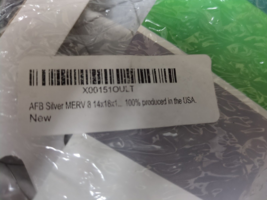 X00151OULT
AFB Silver MERV 8 14x18x1... 100% produced in the USA
New